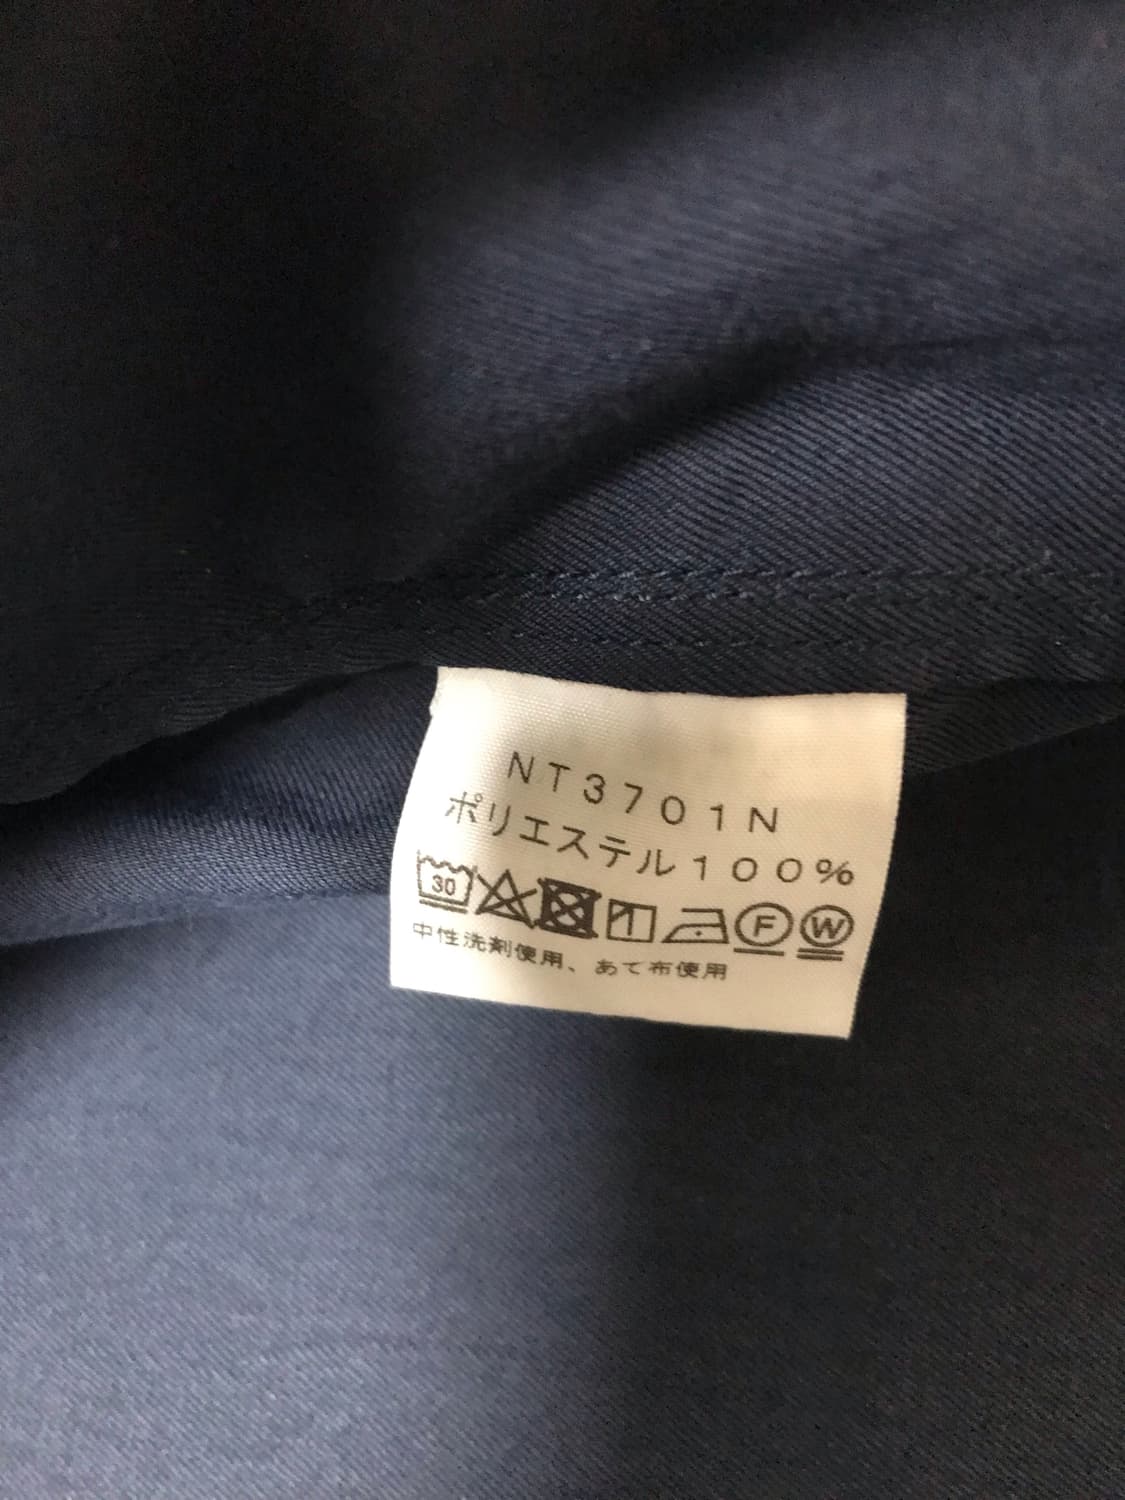 NT3701N
ポリエステル100%
30 F W
中性洗剤使用、あて布使用